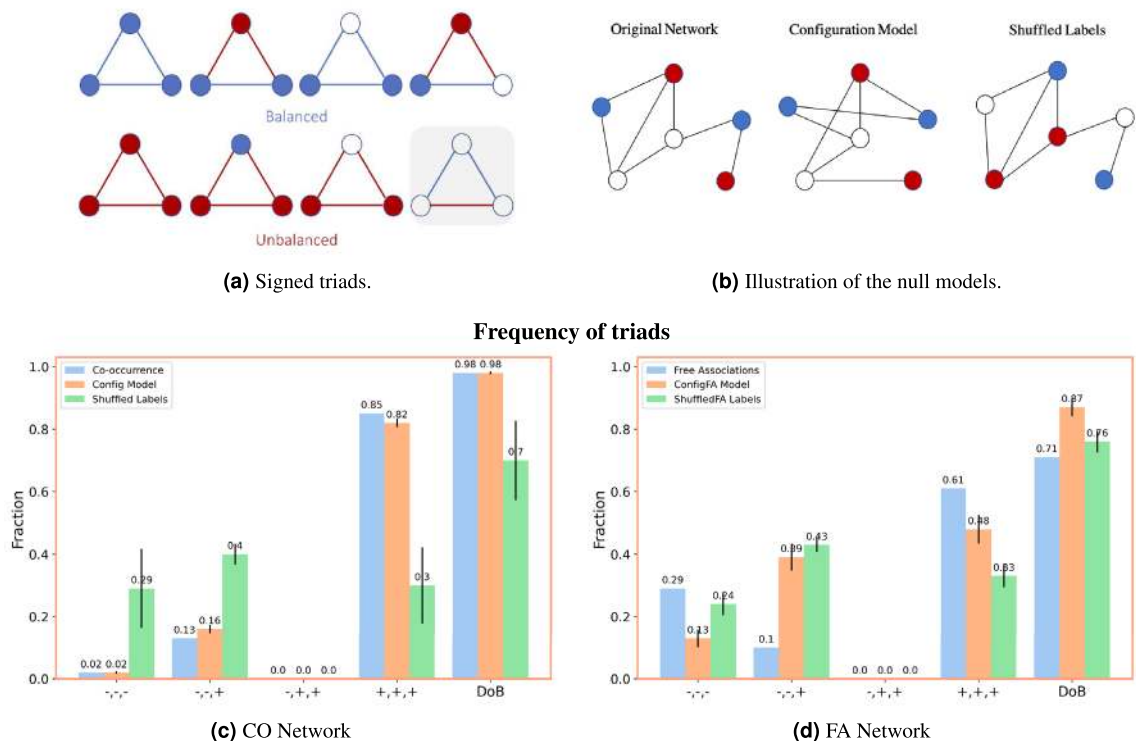 Balanced
Unbalanced
(a) Signed triads.
Original Network
Configuration Model
Shuffled Labels
(b) Illustration of the null models.
Frequency of triads
Fraction
1.0
0.8
0.6
0.4
0.2
0.0
Co-occurrence
Config Model
Shuffled Labels
0.02 0.02 0.29
0.13 0.16 0.4
0.0 0.0 0.0
0.85 0.82 0.3
0.98 0.98 0.7
-,-,- -,-,+ -,+,+ +,+,+ DoB
(c) CO Network
Fraction
1.0
0.8
0.6
0.4
0.2
0.0
Free Associations
ConfigFA Model
ShuffledFA Labels
0.29 0.13 0.24
0.1 0.39 0.43
0.0 0.0 0.0
0.61 0.48 0.33
0.71 0.87 0.76
-,-,- -,-,+ -,+,+ +,+,+ DoB
(d) FA Network